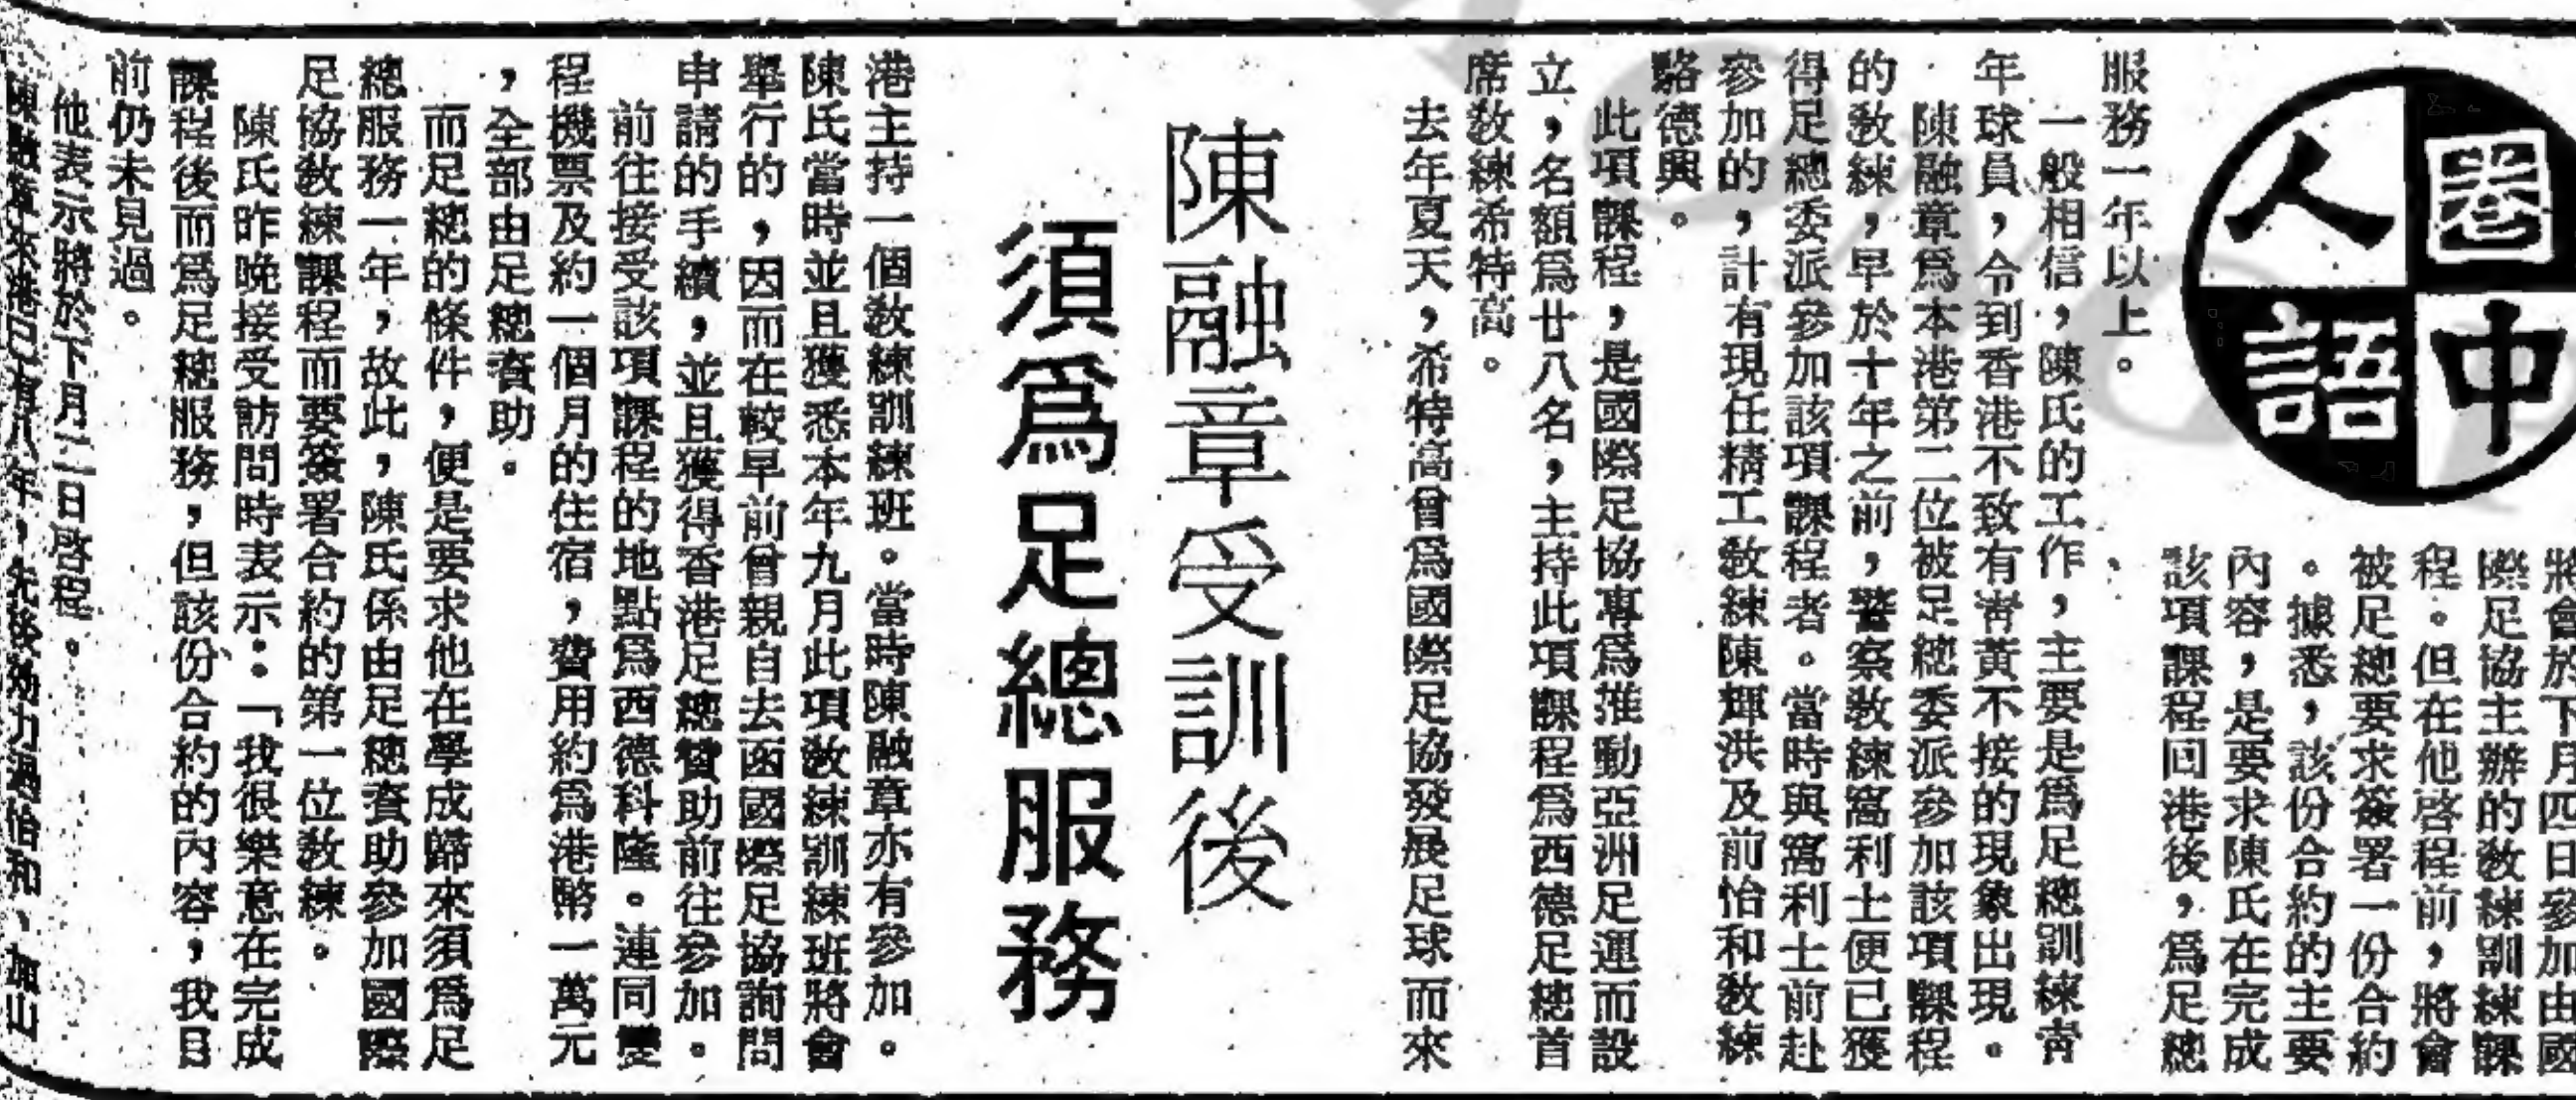 圈中
人語
將會於下月四日參加由國
際足協主辦的敎練訓練課
程。但在他啓程前，將會
被足總要求簽署一份合約
。據悉，該份合約的主要
內容，是要求陳氏在完成
該項課程回港後，爲足總
服務一年以上。
一般相信，陳氏的工作，主要是爲足總訓練靑
年球員，令到香港不致有靑黃不接的現象出現。
陳融章爲本港第二位被足總委派參加該項課程
的敎練，早於十年之前，警察敎練窩利士便已獲
得足總委派參加該項課程者。當時與窩利士前赴
參加的，計有現任精工敎練陳輝洪及前怡和敎練
駱德興。
此項課程，是國際足協專爲推動亞洲足運而設
立，名額爲廿八名，主持此項課程爲西德足總首
席敎練希特高。
去年夏天，希特高曾爲國際足協發展足球而來
陳融章受訓後
須爲足總服務
港主持一個敎練訓練班。當時陳融章亦有參加。
陳氏當時並且獲悉本年九月此項敎練訓練班將會
舉行的，因而在較早前曾親自去函國際足協詢問
申請的手續，並且獲得香港足總贊助前往參加。
前往接受該項課程的地點爲西德科隆。連同雙
程機票及約一個月的住宿，費用約爲港幣一萬元
，全部由足總資助。
而足總的條件，便是要求他在學成歸來須爲足
總服務一年，故此，陳氏係由足總資助參加國際
足協敎練課程而要簽署合約的第一位敎練。
陳氏昨晚接受訪問時表示：「我很樂意在完成
課程後而爲足總服務，但該份合約的內容，我目
前仍未見過。
他表示將於下月二日啓程。
陳融章來港已有八年，先後効力過怡和、加山